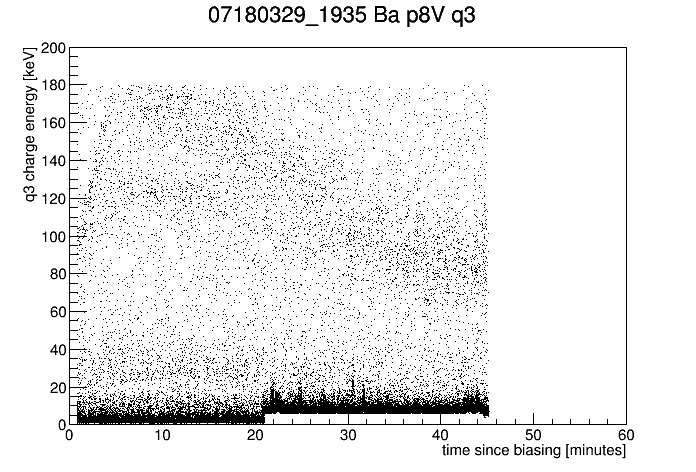 07180329_1935 Ba p8V q3
q3 charge energy [keV]
200
180
160
140
120
100
80
60
40
20
0
0 10 20 30 40 50 60
time since biasing [minutes]